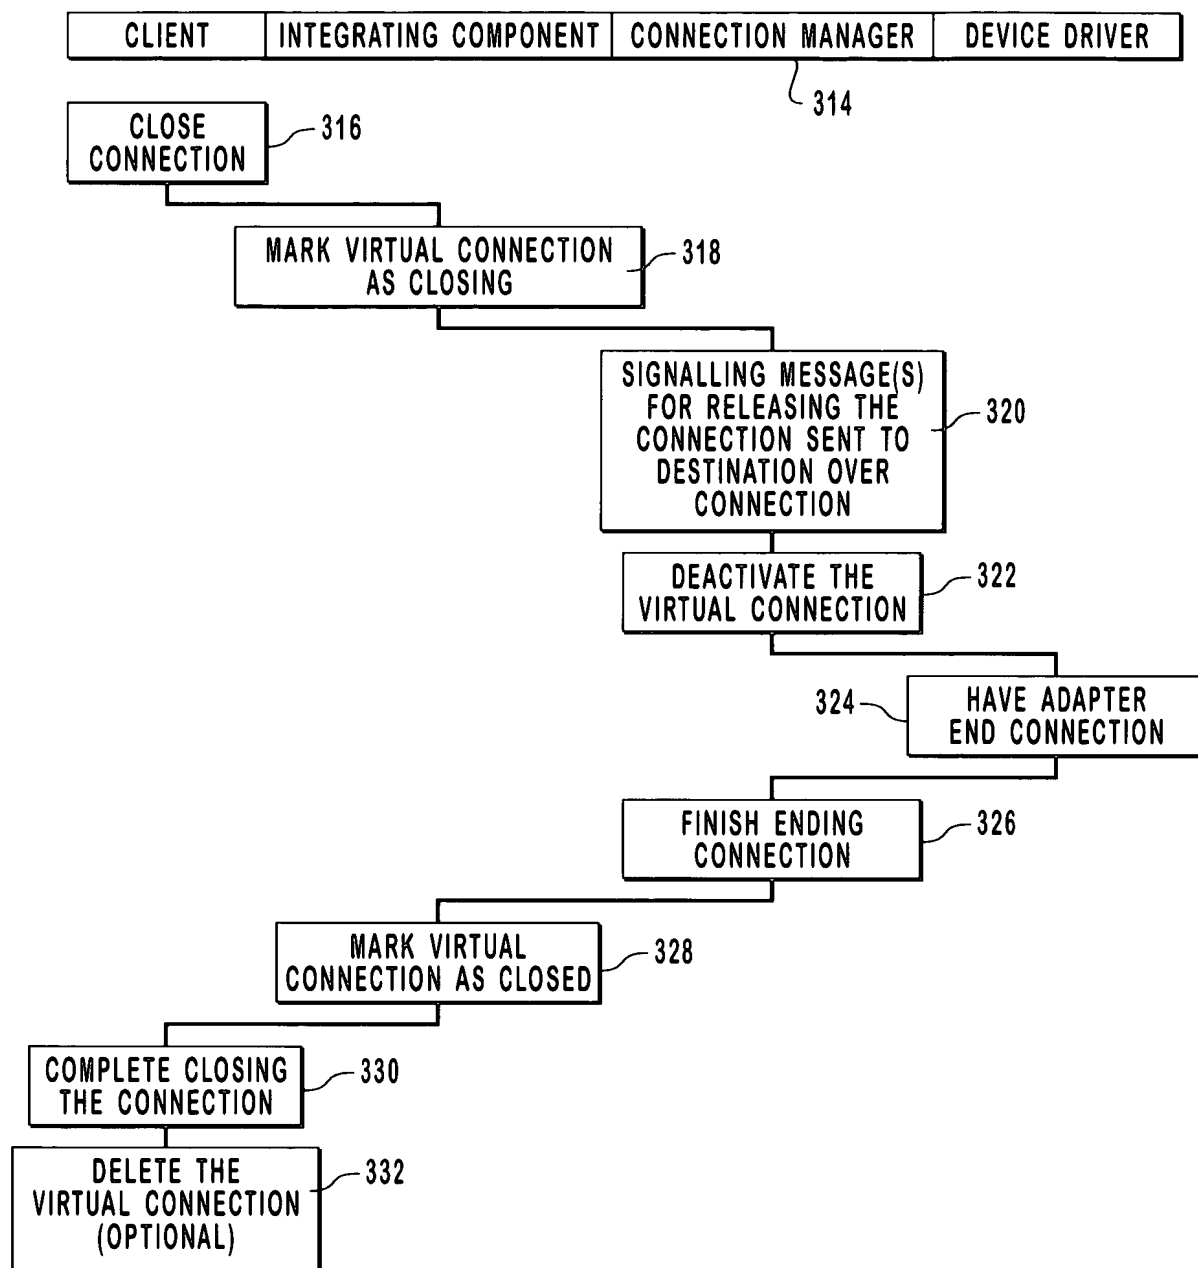 CLIENT INTEGRATING COMPONENT CONNECTION MANAGER DEVICE DRIVER
314
CLOSE
CONNECTION
316
MARK VIRTUAL CONNECTION
AS CLOSING
318
SIGNALLING MESSAGE(S)
FOR RELEASING THE
CONNECTION SENT TO
DESTINATION OVER
CONNECTION
320
DEACTIVATE THE
VIRTUAL CONNECTION
322
324
HAVE ADAPTER
END CONNECTION
FINISH ENDING
CONNECTION
326
MARK VIRTUAL
CONNECTION AS CLOSED
328
COMPLETE CLOSING
THE CONNECTION
330
DELETE THE
VIRTUAL CONNECTION
(OPTIONAL)
332